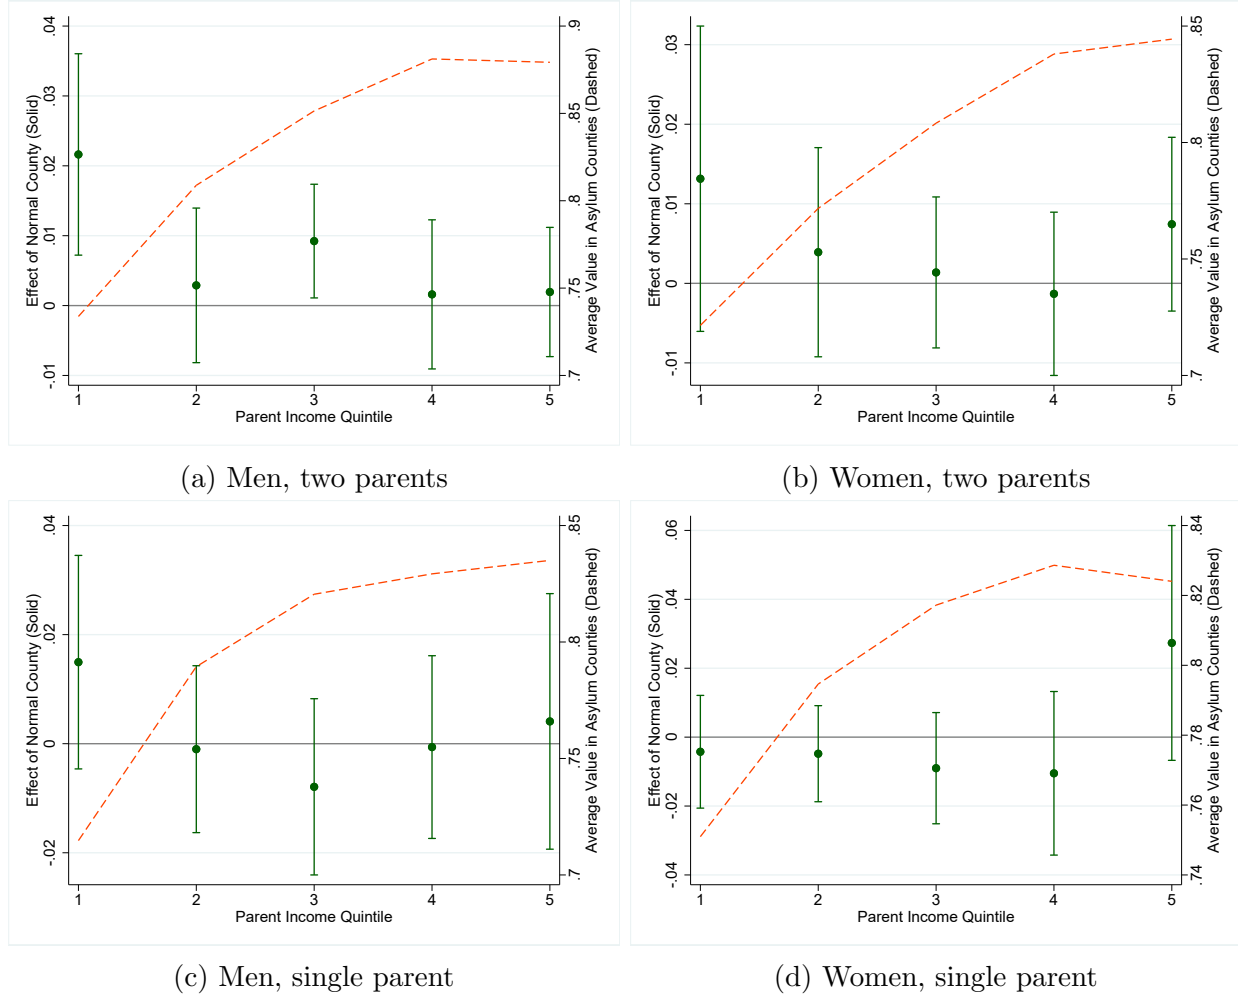 Effect of Normal County (Solid)
.04
.03
.02
.01
0
-.01
Average Value in Asylum Counties (Dashed)
.9
.85
.8
.75
.7
1 2 3 4 5
Parent Income Quintile
(a) Men, two parents
Effect of Normal County (Solid)
.03
.02
.01
0
-.01
Average Value in Asylum Counties (Dashed)
.85
.8
.75
.7
1 2 3 4 5
Parent Income Quintile
(b) Women, two parents
Effect of Normal County (Solid)
.04
.02
0
-.02
Average Value in Asylum Counties (Dashed)
.85
.8
.75
.7
1 2 3 4 5
Parent Income Quintile
(c) Men, single parent
Effect of Normal County (Solid)
.06
.04
.02
0
-.02
-.04
Average Value in Asylum Counties (Dashed)
.84
.82
.8
.78
.76
.74
1 2 3 4 5
Parent Income Quintile
(d) Women, single parent